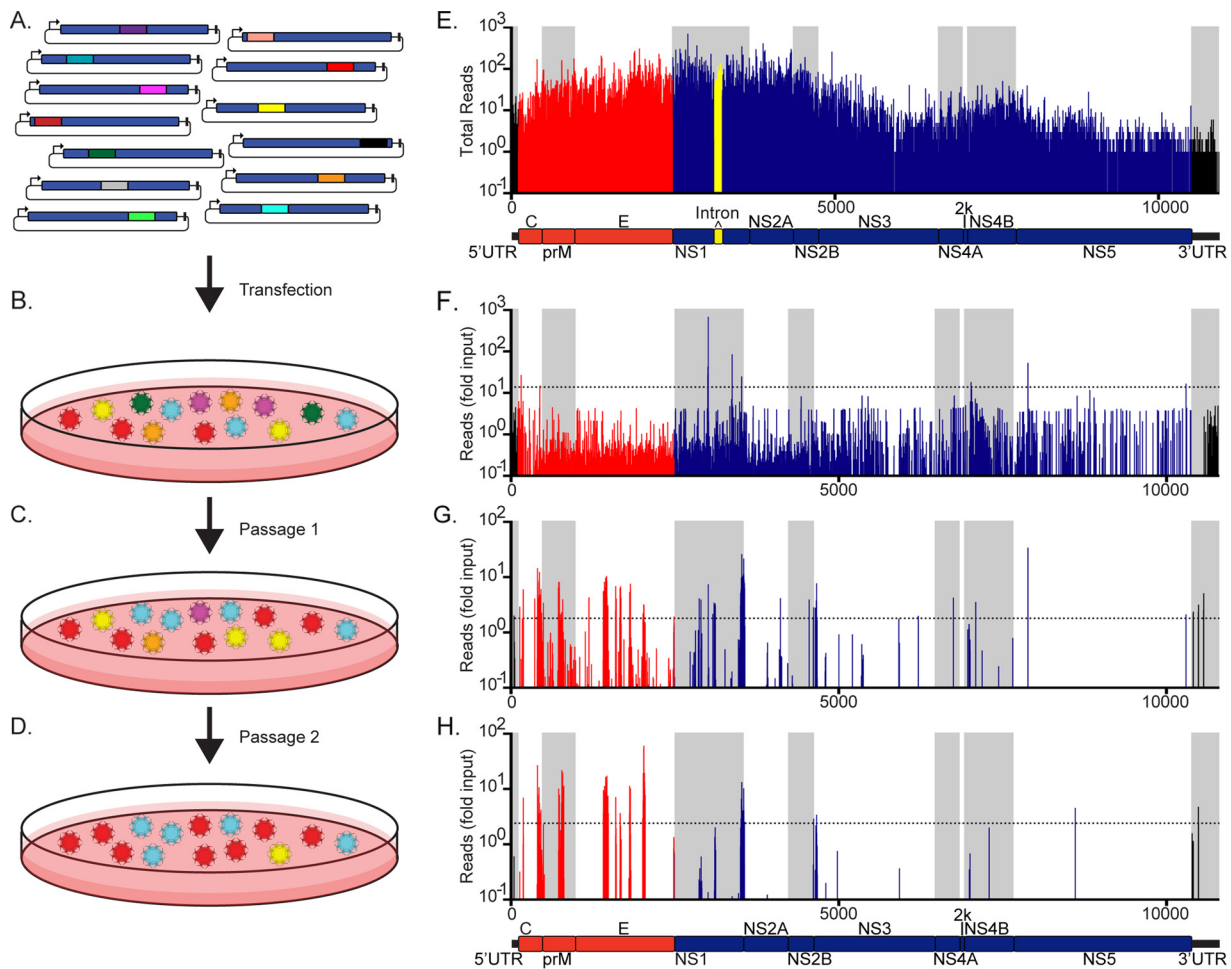 A.
Transfection
B.
Passage 1
C.
Passage 2
D.
E.
Total Reads
10³
10²
10¹
10⁰
10⁻¹
0
5000
10000
Intron
^
C
E
NS2A
NS3
2k
NS4B
5'UTR
prM
NS1
NS2B
NS4A
NS5
3'UTR
F.
Reads (fold input)
10³
10²
10¹
10⁰
10⁻¹
0
5000
10000
G.
Reads (fold input)
10²
10¹
10⁰
10⁻¹
0
5000
10000
H.
Reads (fold input)
10²
10¹
10⁰
10⁻¹
0
5000
10000
C
E
NS2A
NS3
2k
NS4B
5'UTR
prM
NS1
NS2B
NS4A
NS5
3'UTR